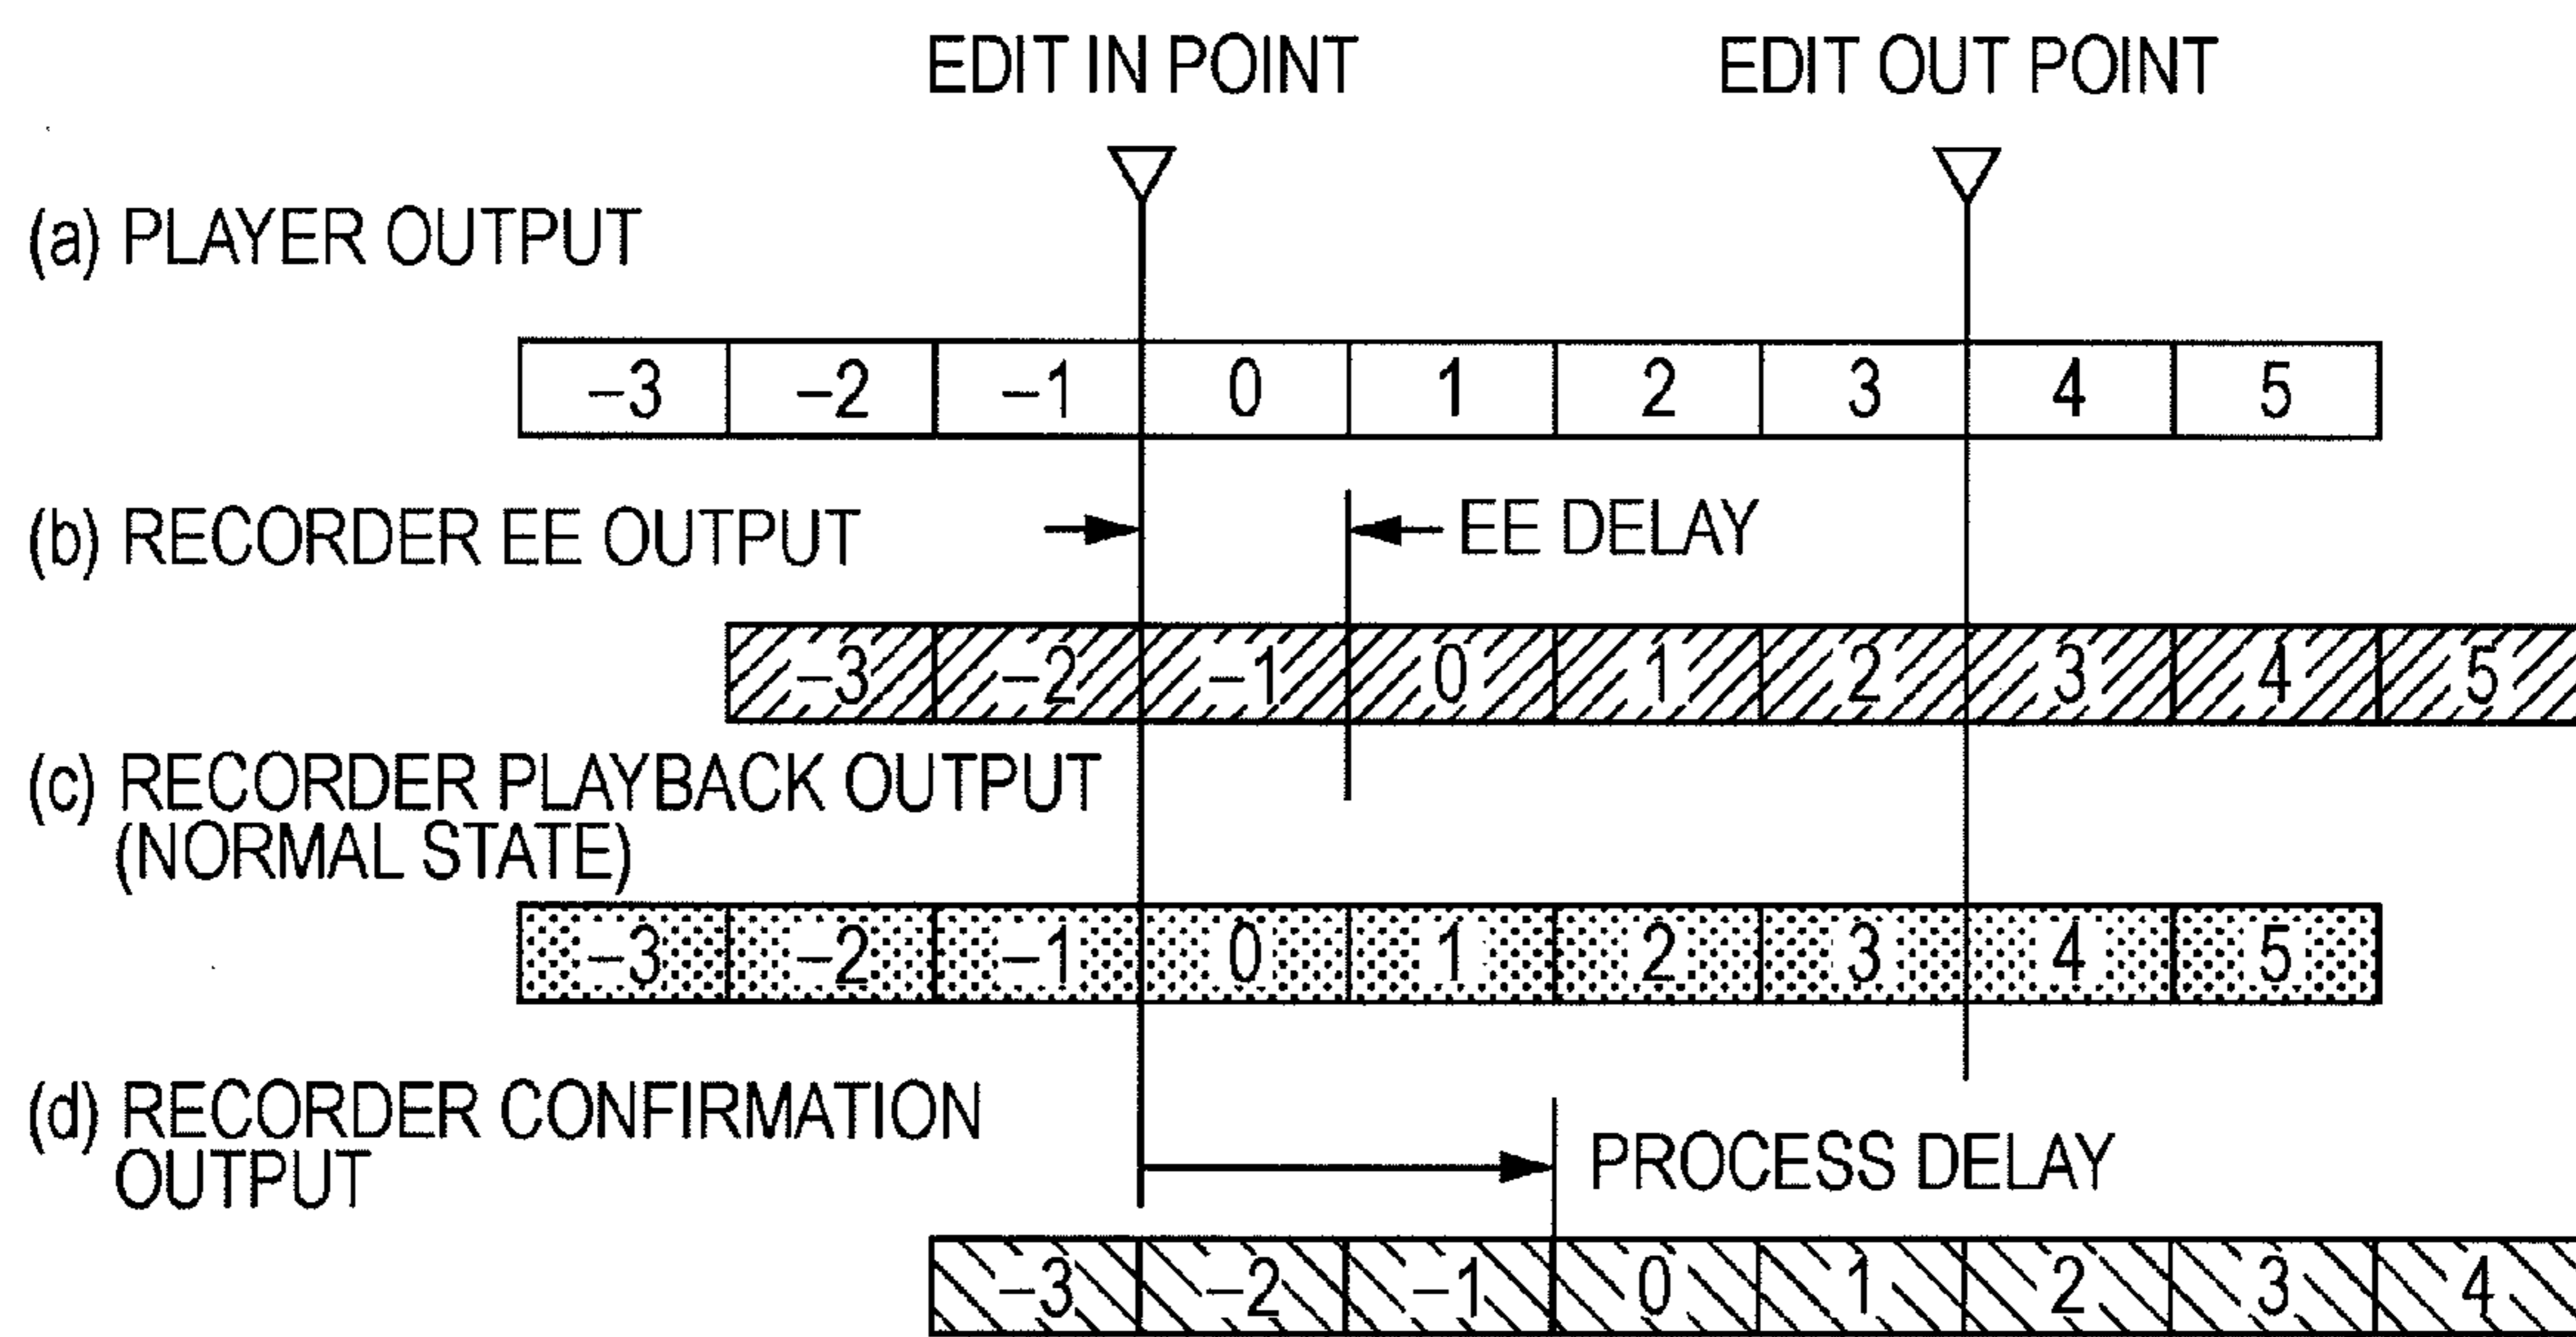 EDIT IN POINT EDIT OUT POINT
(a) PLAYER OUTPUT
–3 –2 –1 0 1 2 3 4 5
(b) RECORDER EE OUTPUT EE DELAY
–3 –2 –1 0 1 2 3 4 5
(c) RECORDER PLAYBACK OUTPUT
(NORMAL STATE)
–3 –2 –1 0 1 2 3 4 5
(d) RECORDER CONFIRMATION
OUTPUT
PROCESS DELAY
–3 –2 –1 0 1 2 3 4